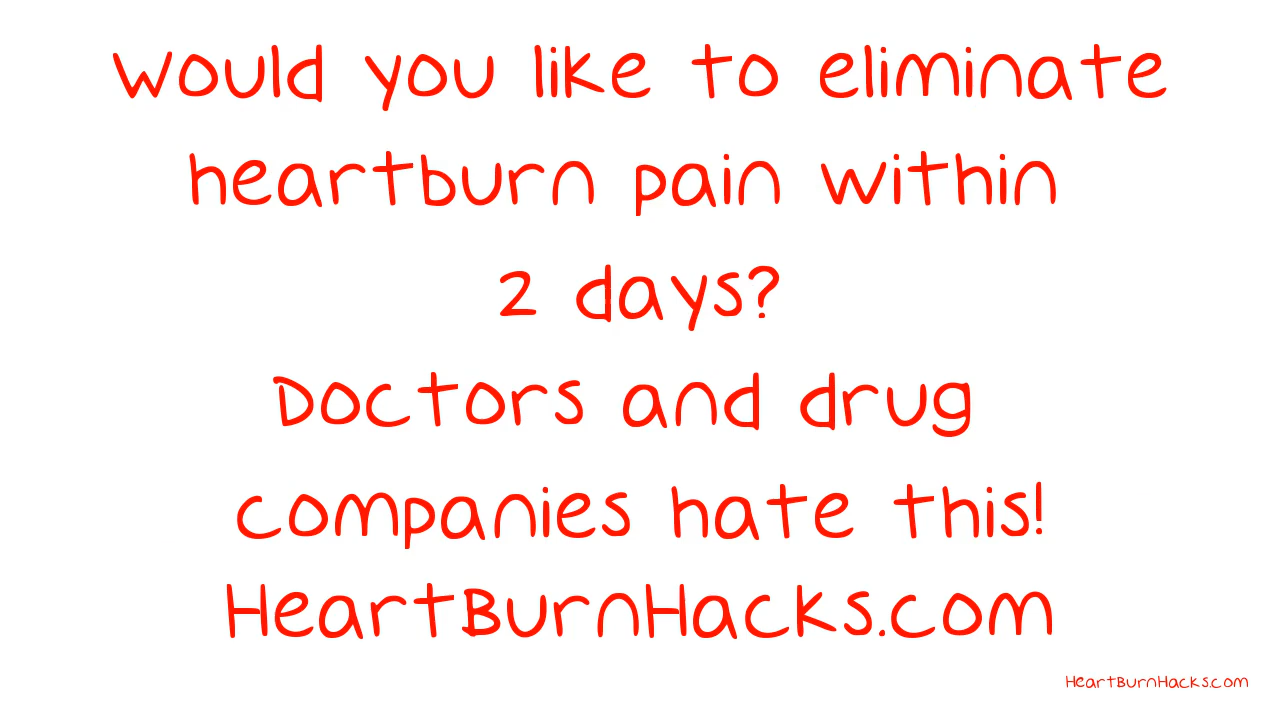 Would you like to eliminate
heartburn pain within
2 days?
Doctors and drug
companies hate this!
HeartBurnHacks.com
HeartBurnHacks.com